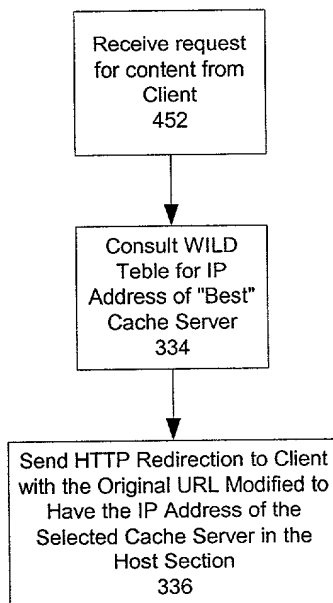 Receive request
for content from
Client
452
Consult WILD
Teble for IP
Address of "Best"
Cache Server
334
Send HTTP Redirection to Client
with the Original URL Modified to
Have the IP Address of the
Selected Cache Server in the
Host Section
336